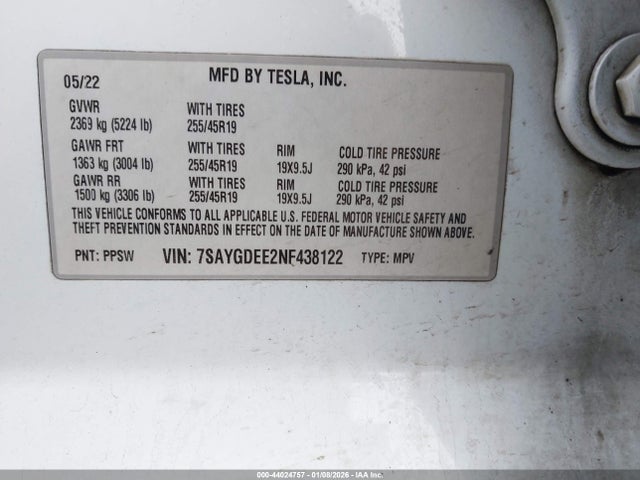 05/22 MFD BY TESLA, INC.
GVWR WITH TIRES
2369 kg (5224 lb) 255/45R19
GAWR FRT WITH TIRES RIM COLD TIRE PRESSURE
1363 kg (3004 lb) 255/45R19 19X9.5J 290 kPa, 42 psi
GAWR RR WITH TIRES RIM COLD TIRE PRESSURE
1500 kg (3306 lb) 255/45R19 19X9.5J 290 kPa, 42 psi
THIS VEHICLE CONFORMS TO ALL APPLICABLE U.S. FEDERAL MOTOR VEHICLE SAFETY AND
THEFT PREVENTION STANDARDS IN EFFECT ON THE DATE OF MANUFACTURE SHOWN ABOVE.
PNT: PPSW VIN: 7SAYGDEE2NF438122 TYPE: MPV
000-44024757 - 01/08/2026 - IAA Inc.